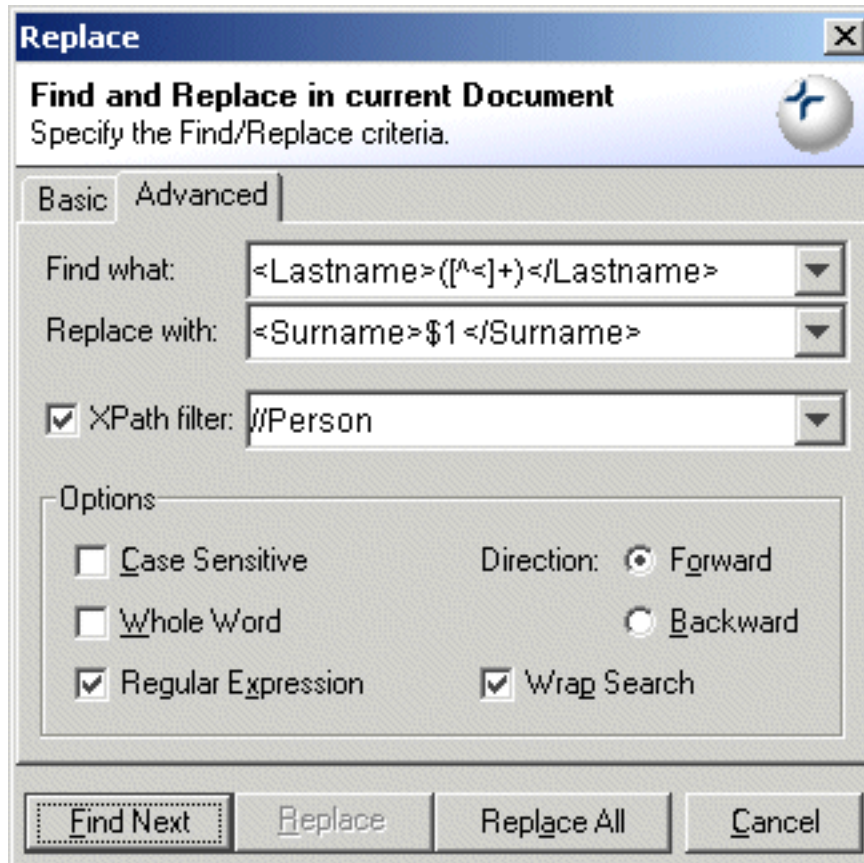 Replace
Find and Replace in current Document
Specify the Find/Replace criteria.
Basic Advanced
Find what: <Lastname>([^<]+)</Lastname>
Replace with: <Surname>$1</Surname>
XPath filter: //Person
Options
Case Sensitive Direction: Forward
Whole Word Backward
Regular Expression Wrap Search
Find Next Replace Replace All Cancel